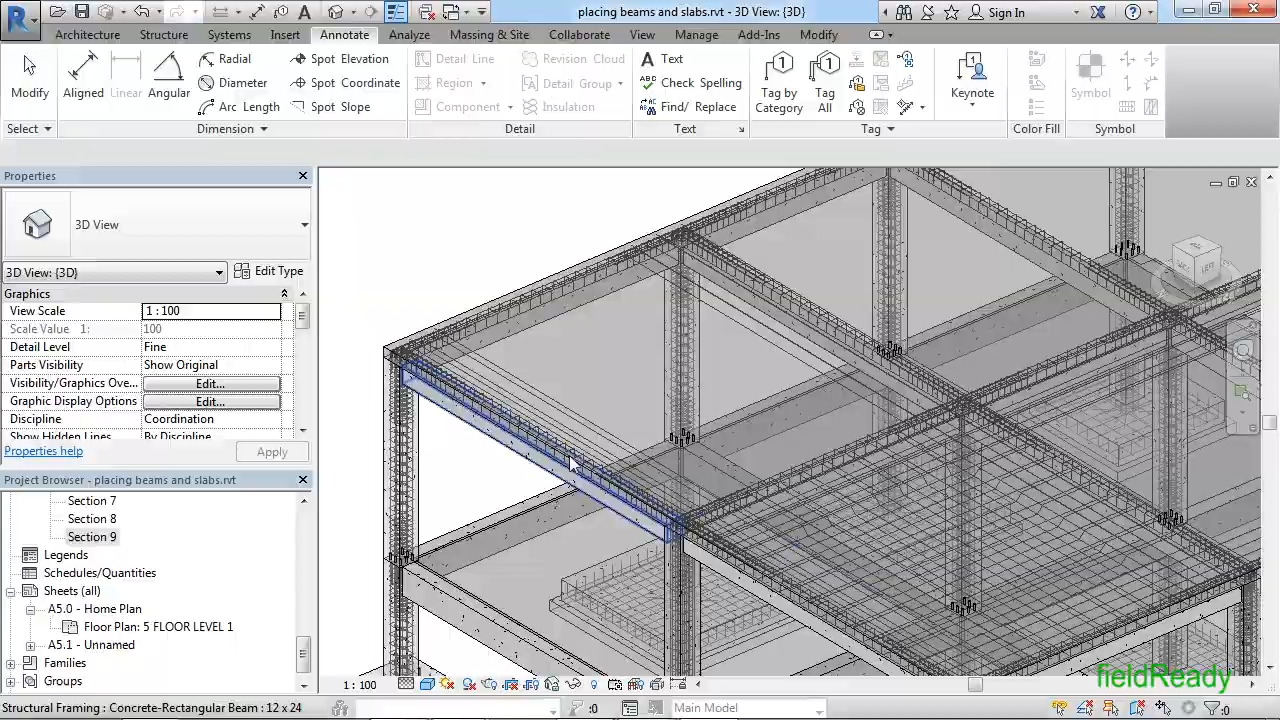 placing beams and slabs.rvt - 3D View: {3D}
Sign In
Architecture Structure Systems Insert Annotate Analyze Massing & Site Collaborate View Manage Add-Ins Modify
Modify
Aligned
Linear
Angular
Radial
Diameter
Arc Length
Spot Elevation
Spot Coordinate
Spot Slope
Detail Line
Region
Component
Revision Cloud
Detail Group
Insulation
Text
Check Spelling
Find/ Replace
Tag by
Category
Tag
All
Keynote
Symbol
Select Dimension Detail Text Tag Color Fill Symbol
Properties
3D View
3D View: {3D}
Edit Type
Graphics
View Scale 1 : 100
Scale Value 1: 100
Detail Level Fine
Parts Visibility Show Original
Visibility/Graphics Ove... Edit...
Graphic Display Options Edit...
Discipline Coordination
Show Hidden Lines By Discipline
Properties help
Apply
Project Browser - placing beams and slabs.rvt
Section 7
Section 8
Section 9
Legends
Schedules/Quantities
Sheets (all)
A5.0 - Home Plan
Floor Plan: 5 FLOOR LEVEL 1
A5.1 - Unnamed
Families
Groups
LEFT
1 : 100
fieldReady
Structural Framing : Concrete-Rectangular Beam : 12 x 24
:0
Main Model
:0